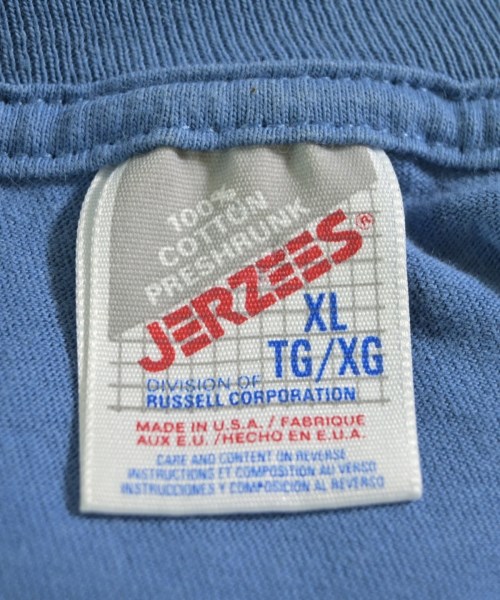 100%
COTTON
PRESHRUNK
JERZEES®
XL
TG/XG
DIVISION OF
RUSSELL CORPORATION
MADE IN U.S.A. / FABRIQUE
AUX E.U. / HECHO EN E.U.A.
CARE AND CONTENT ON REVERSE
INSTRUCTIONS ET COMPOSITION AU VERSO
INSTRUCCIONES Y COMPOSICION AL REVERSO